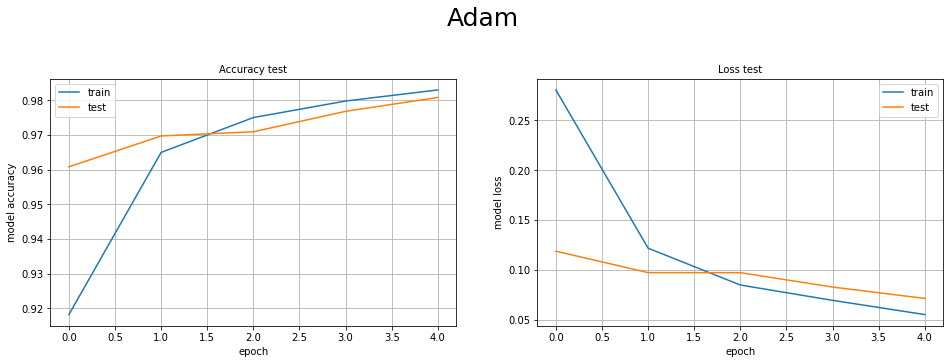 Adam
Accuracy test
train
test
0.98
0.97
0.96
0.95
0.94
0.93
0.92
model accuracy
0.0 0.5 1.0 1.5 2.0 2.5 3.0 3.5 4.0
epoch
Loss test
train
test
0.25
0.20
0.15
0.10
0.05
model loss
0.0 0.5 1.0 1.5 2.0 2.5 3.0 3.5 4.0
epoch